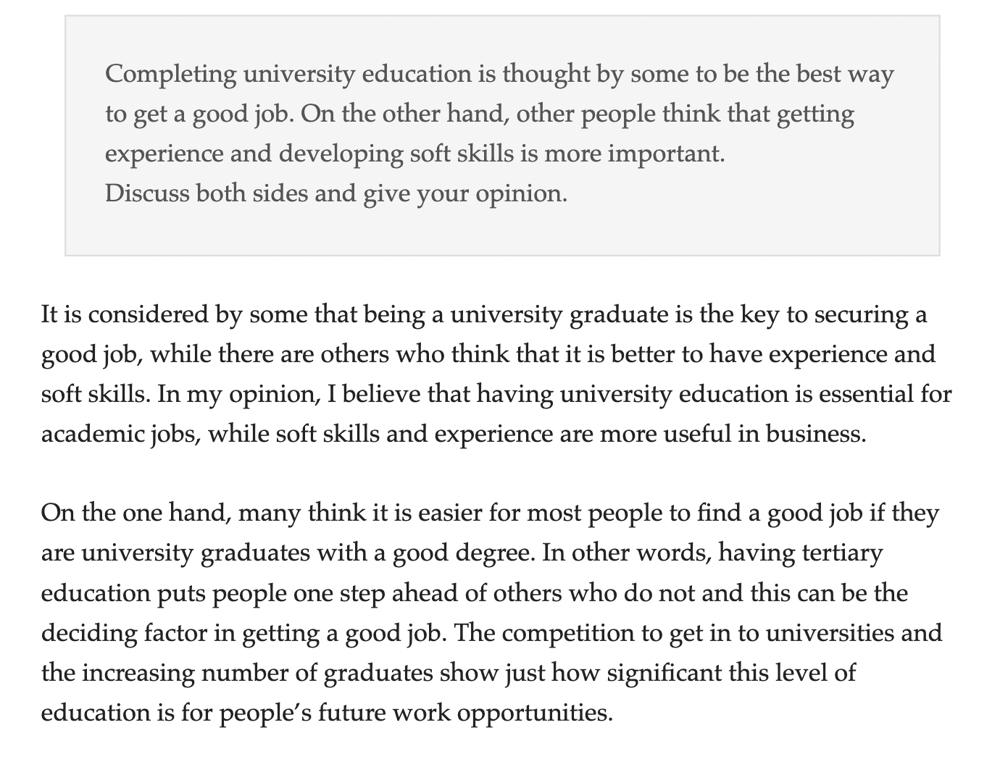 Completing university education is thought by some to be the best way
to get a good job. On the other hand, other people think that getting
experience and developing soft skills is more important.
Discuss both sides and give your opinion.
It is considered by some that being a university graduate is the key to securing a
good job, while there are others who think that it is better to have experience and
soft skills. In my opinion, I believe that having university education is essential for
academic jobs, while soft skills and experience are more useful in business.
On the one hand, many think it is easier for most people to find a good job if they
are university graduates with a good degree. In other words, having tertiary
education puts people one step ahead of others who do not and this can be the
deciding factor in getting a good job. The competition to get in to universities and
the increasing number of graduates show just how significant this level of
education is for people’s future work opportunities.